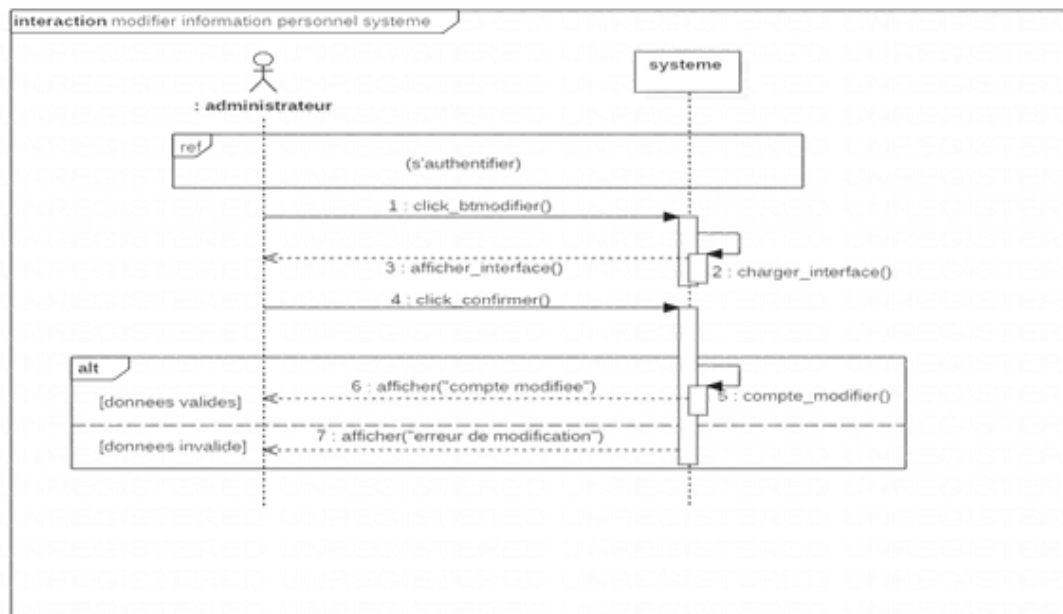 interaction modifier information personnel systeme
systeme
: administrateur
ref
(s'authentifier)
1 : click_btmodifier()
3 : afficher_interface()
2 : charger_interface()
4 : click_confirmer()
alt
6 : afficher("compte modifiee")
[donnees valides]
5 : compte_modifier()
7 : afficher("erreur de modification")
[donnees invalide]
UNREGISTERED